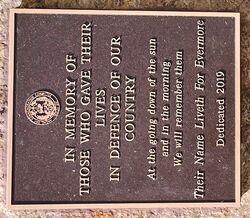 IN MEMORY OF
THOSE WHO GAVE THEIR
LIVES
IN DEFENCE OF OUR
COUNTRY
At the going down of the sun
and in the morning
We will remember them
Their Name Liveth For Evermore
Dedicated 2019